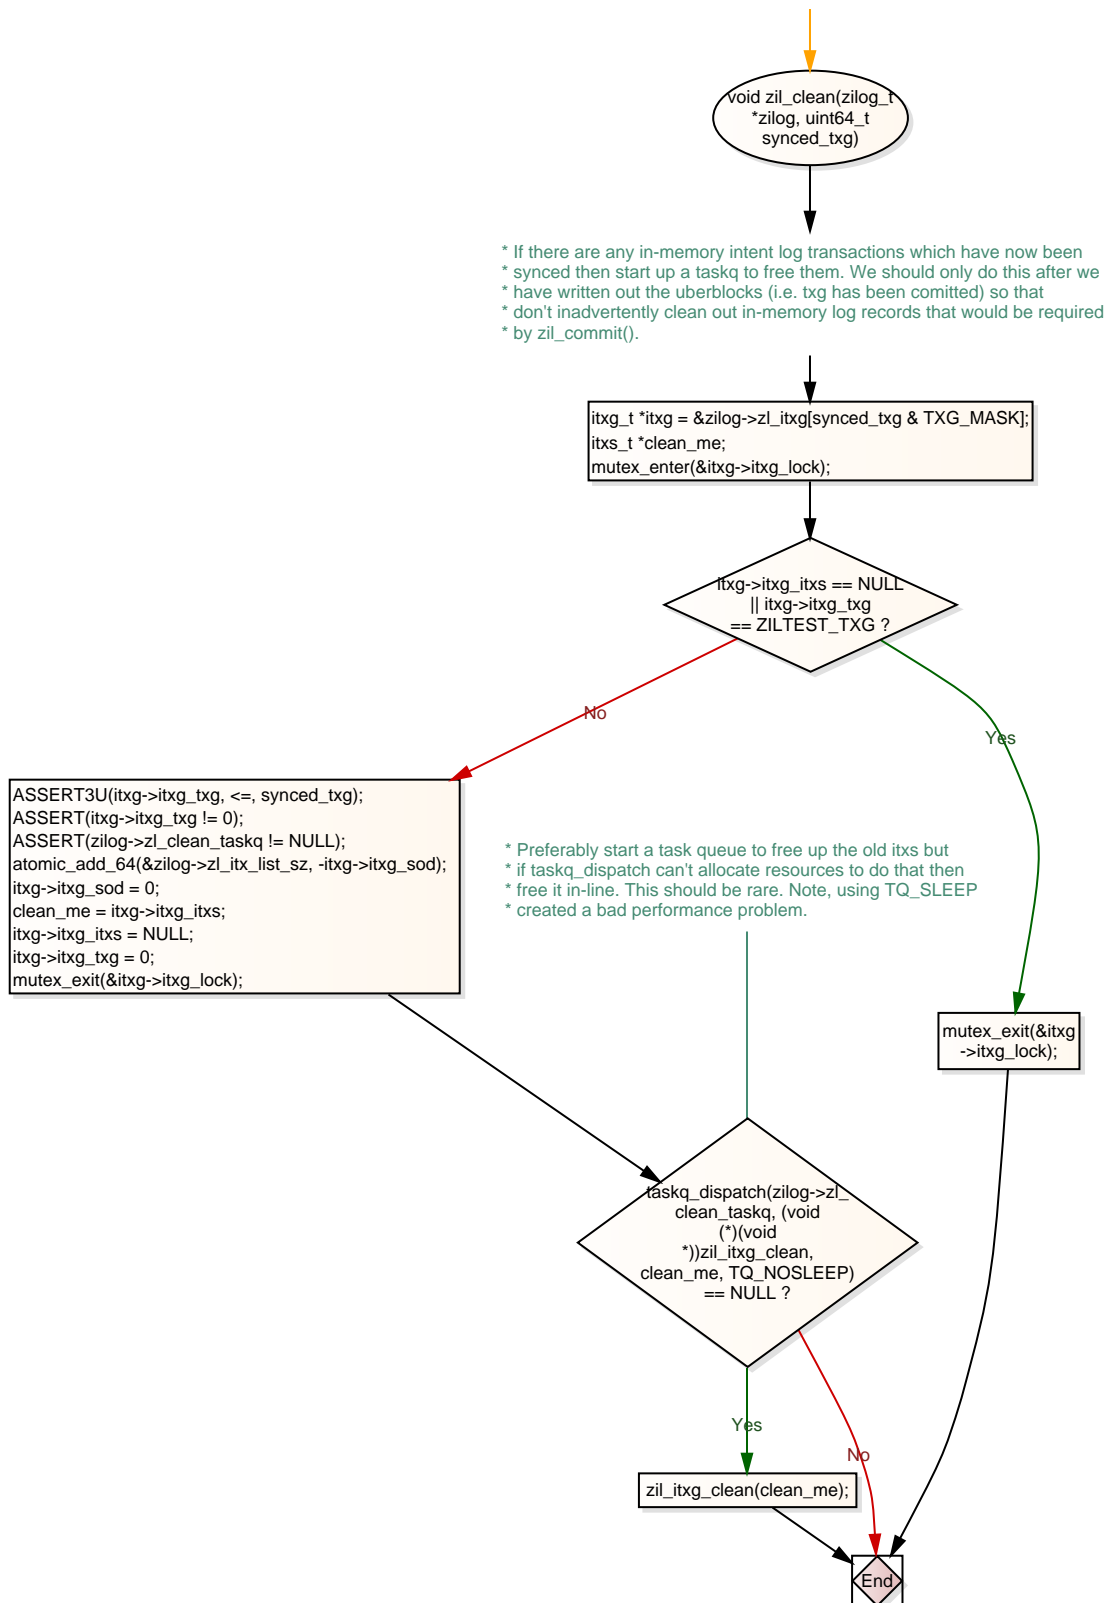 void zil_clean(zilog_t
*zilog, uint64_t
synced_txg)
* If there are any in-memory intent log transactions which have now been
* synced then start up a taskq to free them. We should only do this after we
* have written out the uberblocks (i.e. txg has been comitted) so that
* don't inadvertently clean out in-memory log records that would be required
* by zil_commit().
itxg_t *itxg = &zilog->zl_itxg[synced_txg & TXG_MASK];
itxs_t *clean_me;
mutex_enter(&itxg->itxg_lock);
itxg->itxg_itxs == NULL
|| itxg->itxg_txg
== ZILTEST_TXG ?
No
Yes
ASSERT3U(itxg->itxg_txg, <=, synced_txg);
ASSERT(itxg->itxg_txg != 0);
ASSERT(zilog->zl_clean_taskq != NULL);
atomic_add_64(&zilog->zl_itx_list_sz, -itxg->itxg_sod);
itxg->itxg_sod = 0;
clean_me = itxg->itxg_itxs;
itxg->itxg_itxs = NULL;
itxg->itxg_txg = 0;
mutex_exit(&itxg->itxg_lock);
* Preferably start a task queue to free up the old itxs but
* if taskq_dispatch can't allocate resources to do that then
* free it in-line. This should be rare. Note, using TQ_SLEEP
* created a bad performance problem.
mutex_exit(&itxg
->itxg_lock);
taskq_dispatch(zilog->zl_
clean_taskq, (void
(*)(void
*))zil_itxg_clean,
clean_me, TQ_NOSLEEP)
== NULL ?
Yes
No
zil_itxg_clean(clean_me);
End